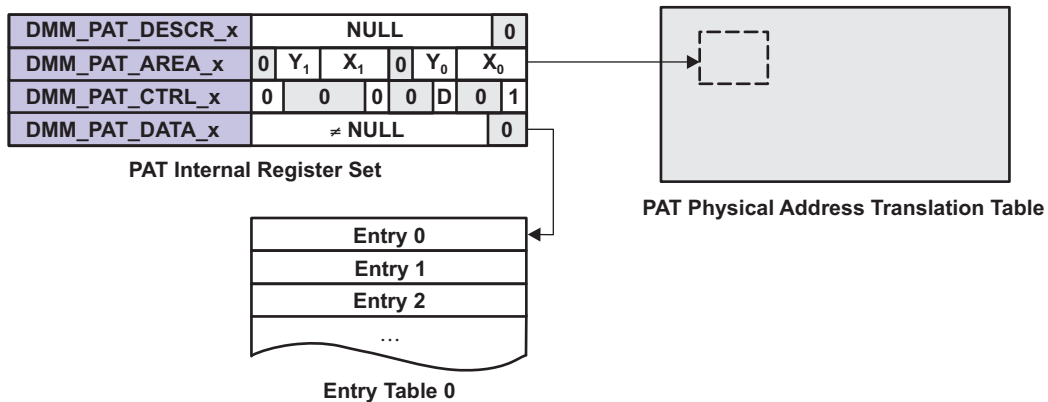 DMM_PAT_DESCR_x NULL 0
DMM_PAT_AREA_x 0 Y1 X1 0 Y0 X0
DMM_PAT_CTRL_x 0 0 0 0 D 0 1
DMM_PAT_DATA_x ≠ NULL 0
PAT Internal Register Set
PAT Physical Address Translation Table
Entry 0
Entry 1
Entry 2
...
Entry Table 0